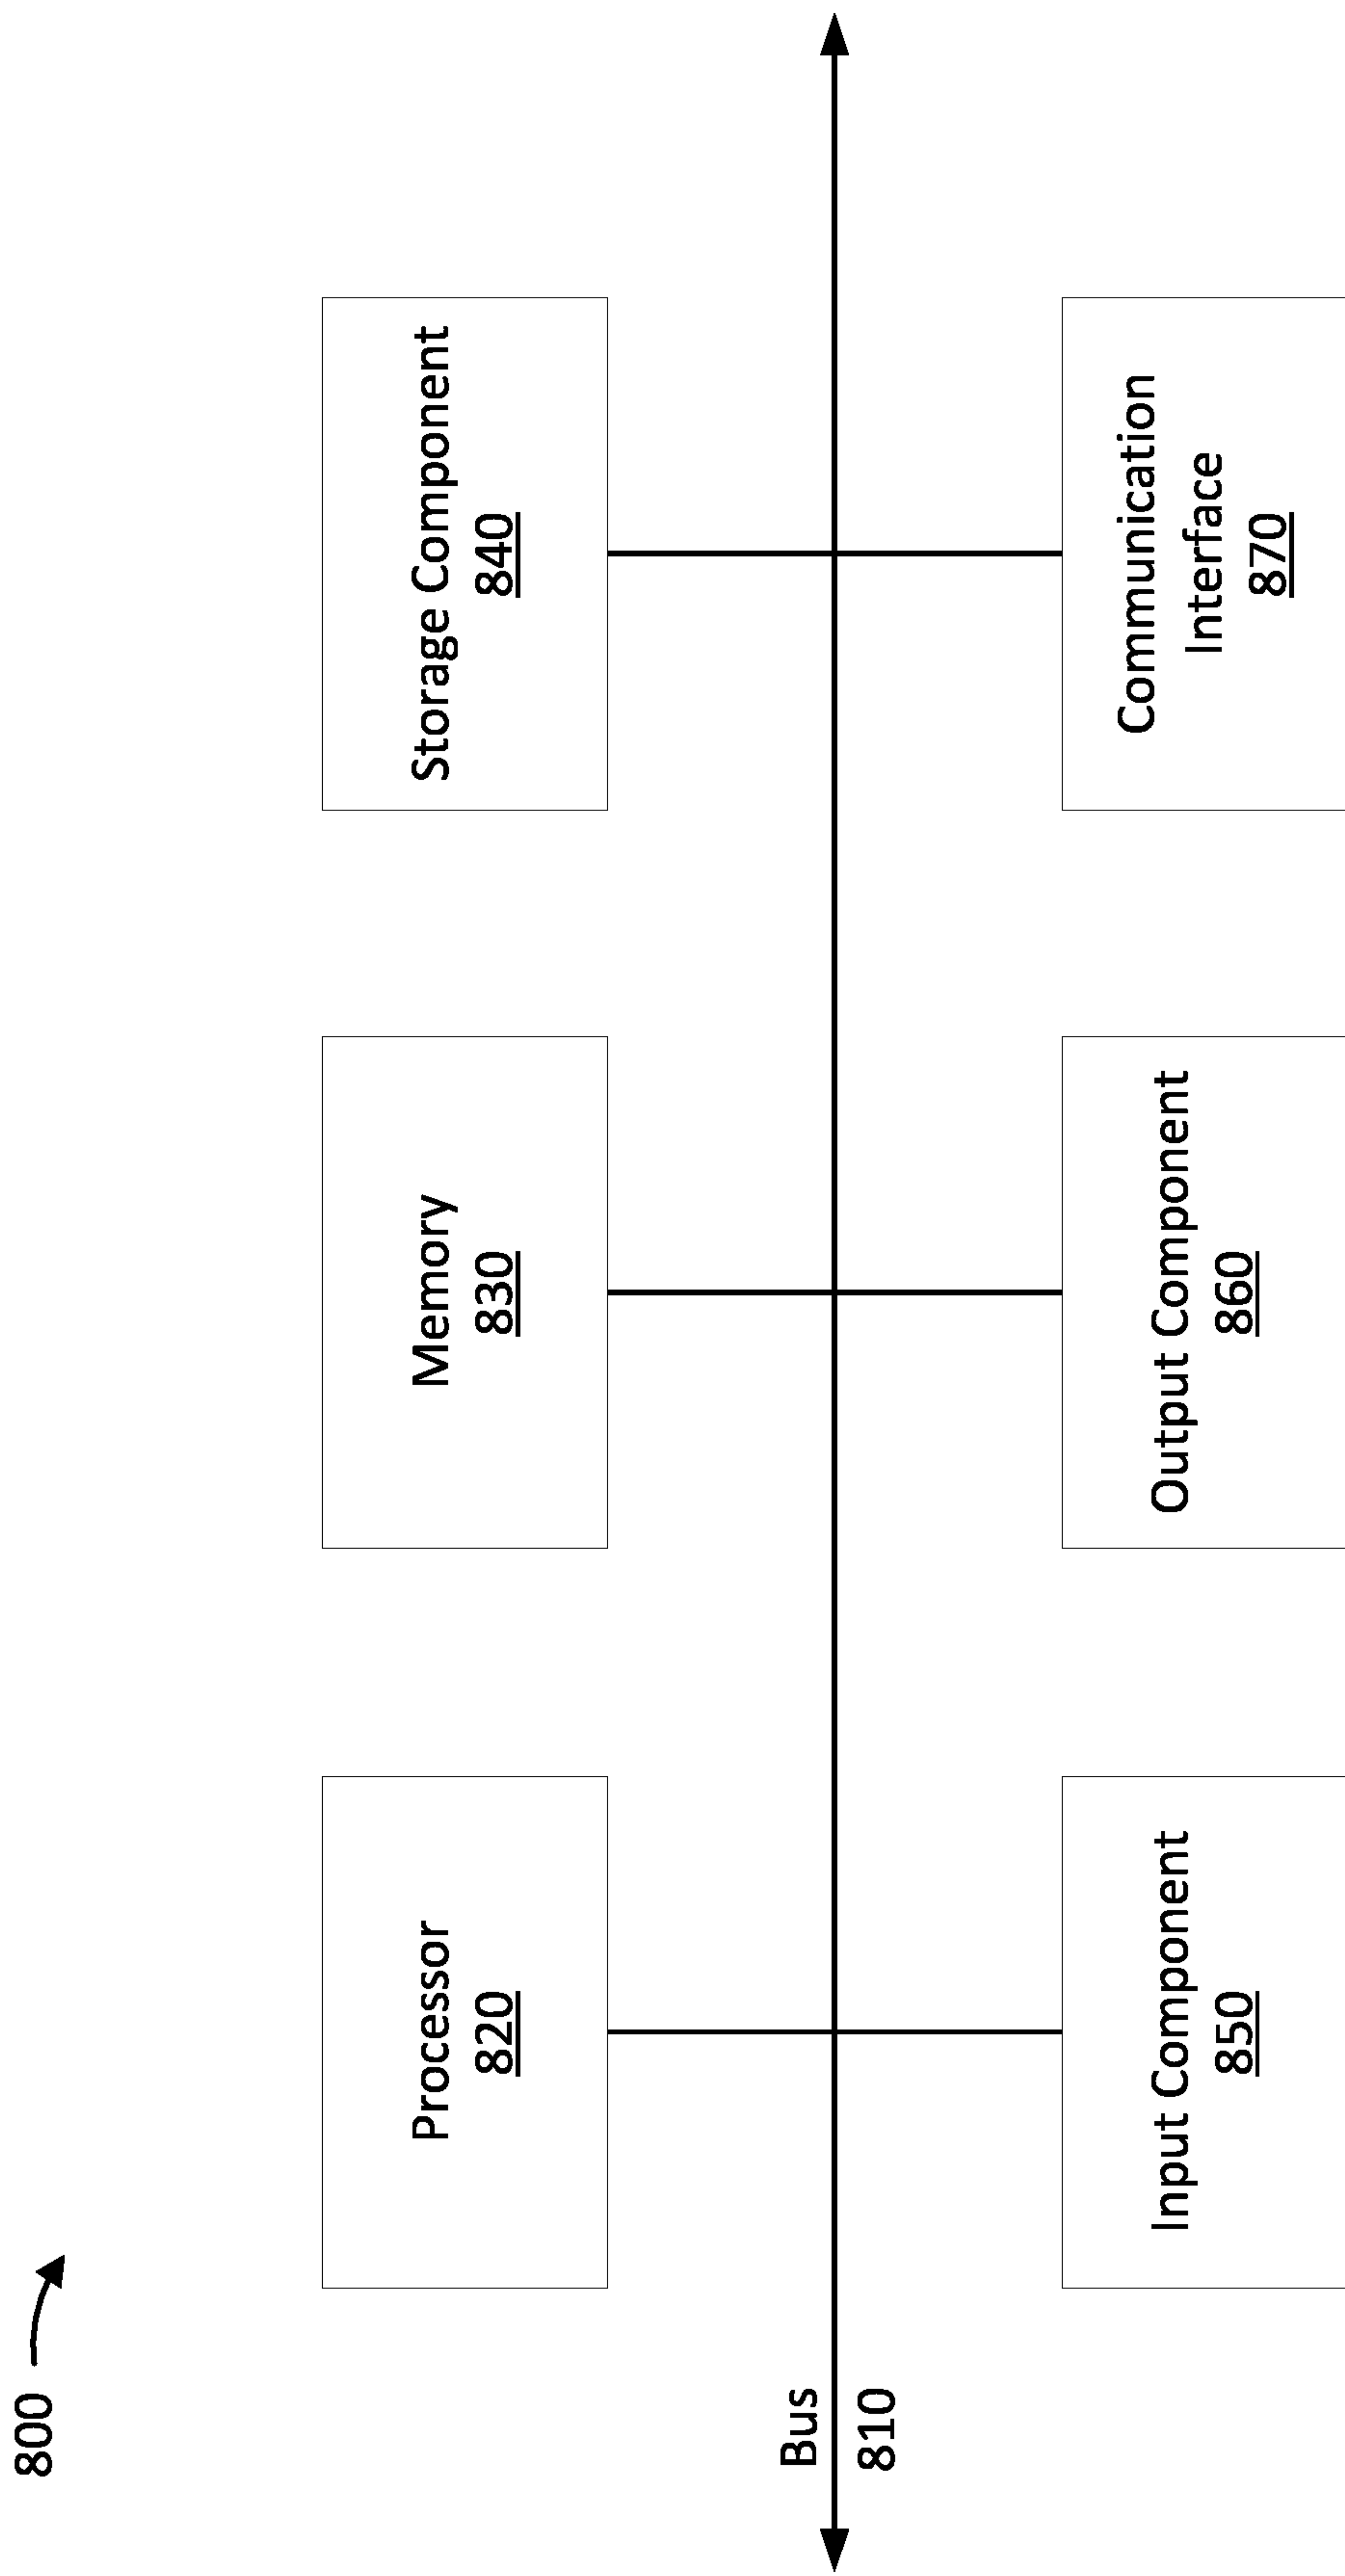 800
Processor
820
Memory
830
Storage Component
840
Bus
810
Input Component
850
Output Component
860
Communication
Interface
870